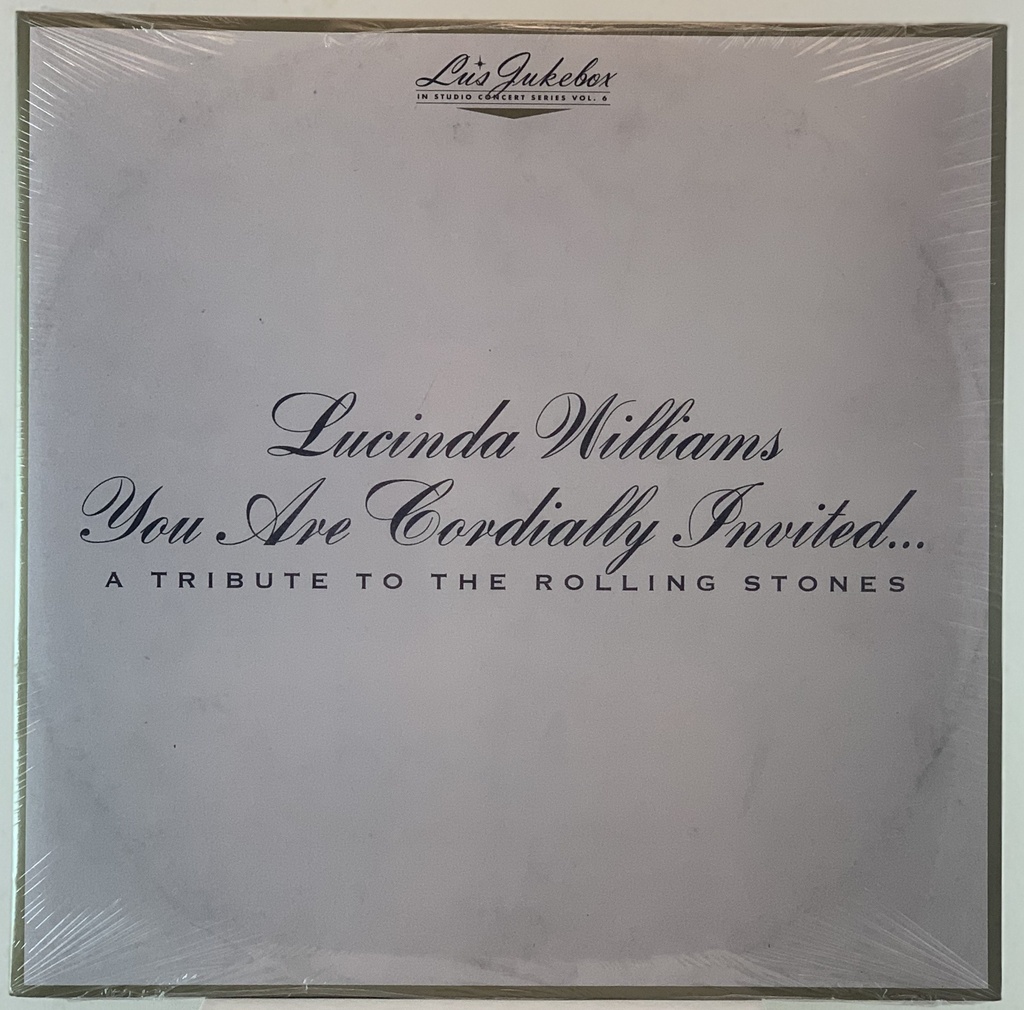 Lu's Jukebox
IN STUDIO CONCERT SERIES VOL. 6
Lucinda Williams
You Are Cordially Invited...
A TRIBUTE TO THE ROLLING STONES